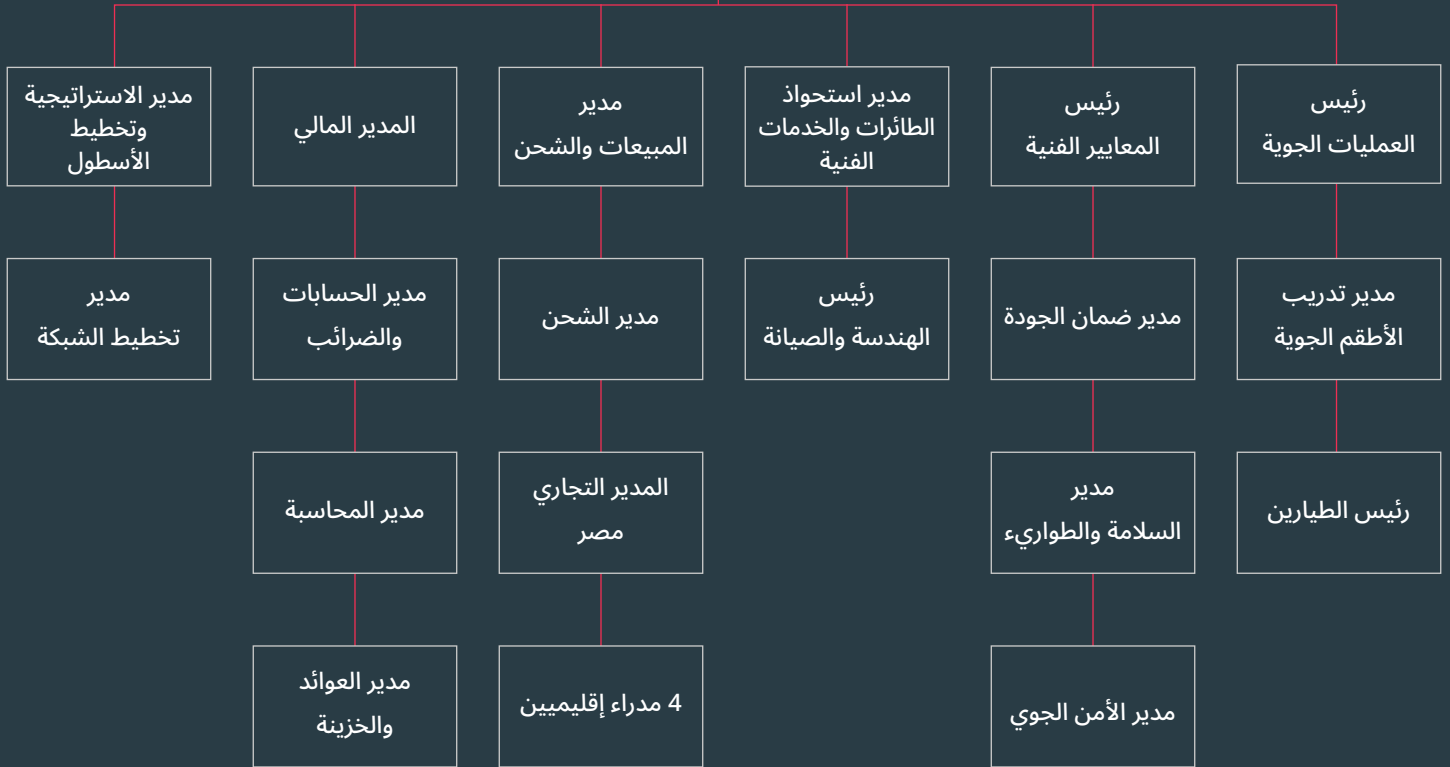 رئيس
العمليات الجوية
رئيس
المعايير الفنية
مدير استحواذ
الطائرات والخدمات
الفنية
مدير
المبيعات والشحن
المدير المالي
مدير الاستراتيجية
وتخطيط
الأسطول
مدير تدريب
الأطقم الجوية
مدير ضمان الجودة
رئيس
الهندسة والصيانة
مدير الشحن
مدير الحسابات
والضرائب
مدير
تخطيط الشبكة
رئيس الطيارين
مدير
السلامة والطواريء
المدير التجاري
مصر
مدير المحاسبة
مدير الأمن الجوي
4 مدراء إقليميين
مدير العوائد
والخزينة